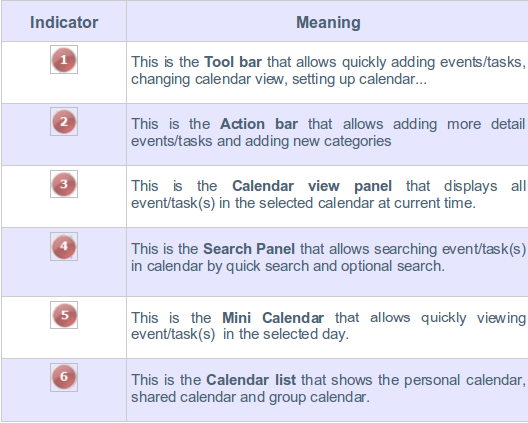 Indicator Meaning
1 This is the Tool bar that allows quickly adding events/tasks,
changing calendar view, setting up calendar...
2 This is the Action bar that allows adding more detail
events/tasks and adding new categories
3 This is the Calendar view panel that displays all
event/task(s) in the selected calendar at current time.
4 This is the Search Panel that allows searching event/task(s)
in calendar by quick search and optional search.
5 This is the Mini Calendar that allows quickly viewing
event/task(s) in the selected day.
6 This is the Calendar list that shows the personal calendar,
shared calendar and group calendar.